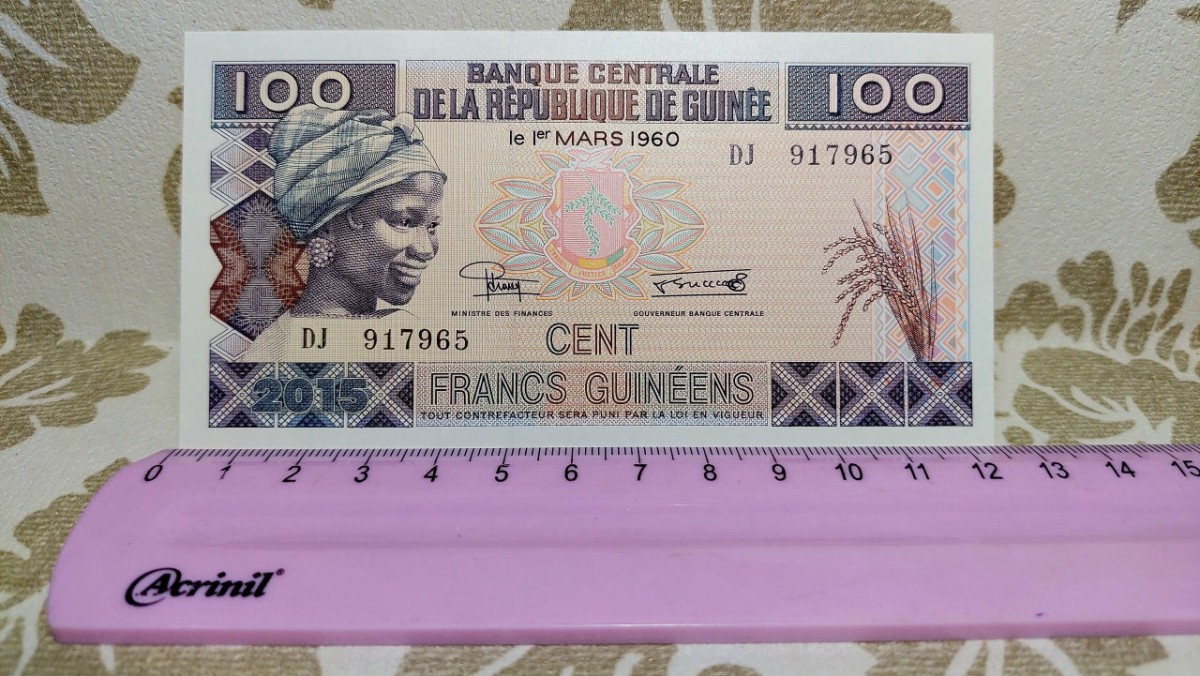 100
BANQUE CENTRALE
DE LA RÉPUBLIQUE DE GUINÉE
100
le 1er MARS 1960
DJ 917965
TRAVAIL JUSTICE
MINISTRE DES FINANCES
GOUVERNEUR BANQUE CENTRALE
DJ 917965
CENT
2015
FRANCS GUINÉENS
TOUT CONTREFACTEUR SERA PUNI PAR LA LOI EN VIGUEUR
0 1 2 3 4 5 6 7 8 9 10 11 12 13 14 15
Acrinil®